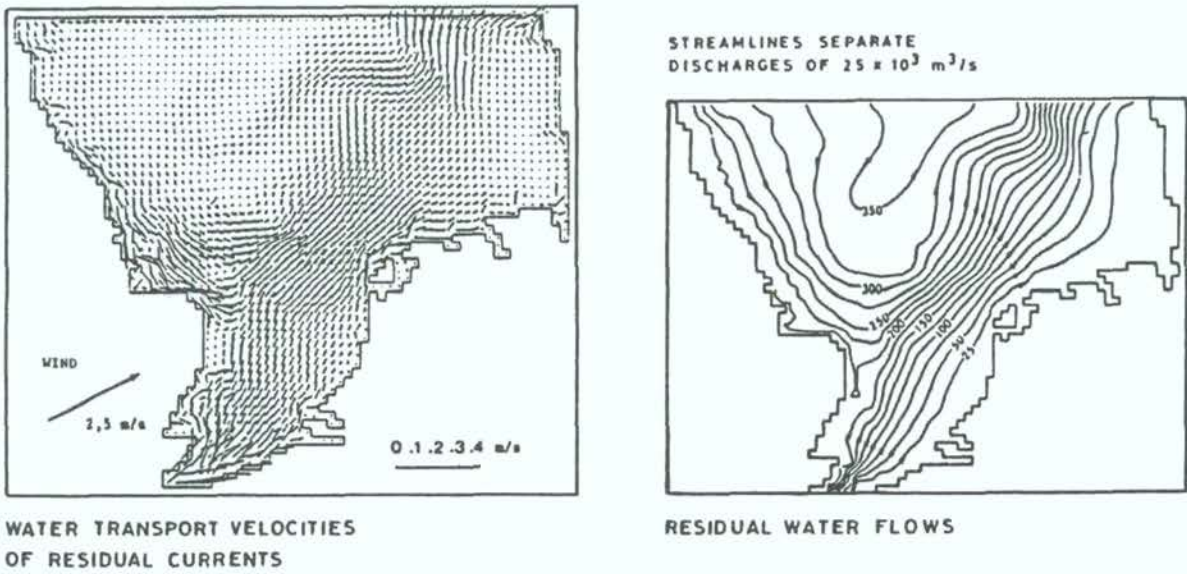 WIND
2,5 m/s
0 .1 .2 .3 .4 m/s
WATER TRANSPORT VELOCITIES
OF RESIDUAL CURRENTS
STREAMLINES SEPARATE
DISCHARGES OF 25 x 10³ m³/s
350
300
250
200
150
100
50
25
RESIDUAL WATER FLOWS